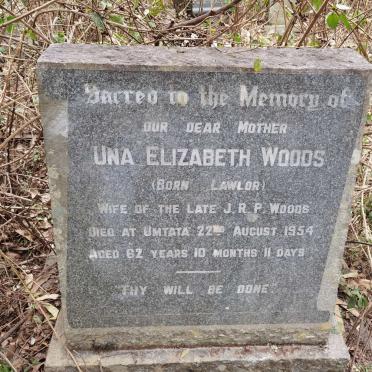 Sacred to the Memory of
OUR DEAR MOTHER
UNA ELIZABETH WOODS
(BORN LAWLOR)
WIFE OF THE LATE J.R.P. WOODS
DIED AT UMTATA 22ND AUGUST 1954
AGED 62 YEARS 10 MONTHS 11 DAYS
THY WILL BE DONE.